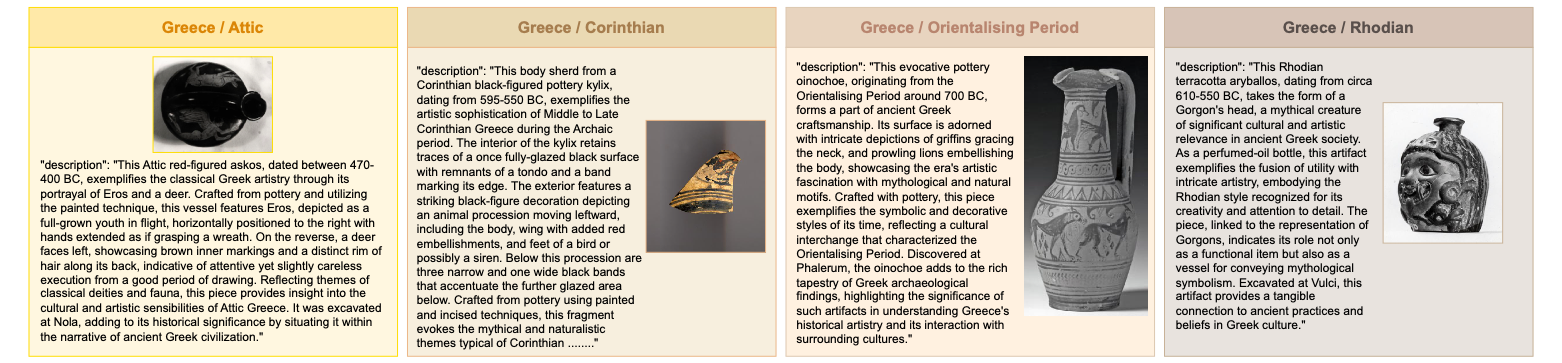 Greece / Attic
"description": "This Attic red-figured askos, dated between 470-
400 BC, exemplifies the classical Greek artistry through its
portrayal of Eros and a deer. Crafted from pottery and utilizing
the painted technique, this vessel features Eros, depicted as a
full-grown youth in flight, horizontally positioned to the right with
hands extended as if grasping a wreath. On the reverse, a deer
faces left, showcasing brown inner markings and a distinct rim of
hair along its back, indicative of attentive yet slightly careless
execution from a good period of drawing. Reflecting themes of
classical deities and fauna, this piece provides insight into the
cultural and artistic sensibilities of Attic Greece. It was excavated
at Nola, adding to its historical significance by situating it within
the narrative of ancient Greek civilization."
Greece / Corinthian
"description": "This body sherd from a
Corinthian black-figured pottery kylix,
dating from 595-550 BC, exemplifies the
artistic sophistication of Middle to Late
Corinthian Greece during the Archaic
period. The interior of the kylix retains
traces of a once fully-glazed black surface
with remnants of a tondo and a band
marking its edge. The exterior features a
striking black-figure decoration depicting
an animal procession moving leftward,
including the body, wing with added red
embellishments, and feet of a bird or
possibly a siren. Below this procession are
three narrow and one wide black bands
that accentuate the further glazed area
below. Crafted from pottery using painted
and incised techniques, this fragment
evokes the mythical and naturalistic
themes typical of Corinthian ........"
Greece / Orientalising Period
"description": "This evocative pottery
oinochoe, originating from the
Orientalising Period around 700 BC,
forms a part of ancient Greek
craftsmanship. Its surface is adorned
with intricate depictions of griffins gracing
the neck, and prowling lions embellishing
the body, showcasing the era's artistic
fascination with mythological and natural
motifs. Crafted with pottery, this piece
exemplifies the symbolic and decorative
styles of its time, reflecting a cultural
interchange that characterized the
Orientalising Period. Discovered at
Phalerum, the oinochoe adds to the rich
tapestry of Greek archaeological
findings, highlighting the significance of
such artifacts in understanding Greece's
historical artistry and its interaction with
surrounding cultures."
Greece / Rhodian
"description": "This Rhodian
terracotta aryballos, dating from circa
610-550 BC, takes the form of a
Gorgon's head, a mythical creature
of significant cultural and artistic
relevance in ancient Greek society.
As a perfumed-oil bottle, this artifact
exemplifies the fusion of utility with
intricate artistry, embodying the
Rhodian style recognized for its
creativity and attention to detail. The
piece, linked to the representation of
Gorgons, indicates its role not only
as a functional item but also as a
vessel for conveying mythological
symbolism. Excavated at Vulci, this
artifact provides a tangible
connection to ancient practices and
beliefs in Greek culture."